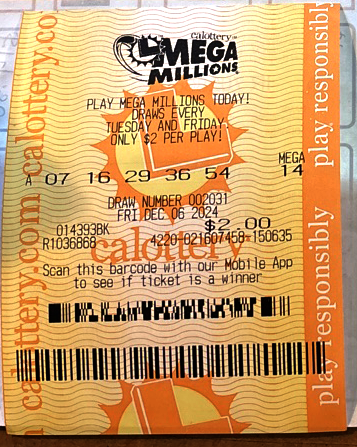 calottery
MEGA
MILLIONS
PLAY MEGA MILLIONS TODAY!
DRAWS EVERY
TUESDAY AND FRIDAY.
ONLY $2 PER PLAY!
MEGA
A 07 16 29 36 54 14
DRAW NUMBER 002031
FRI DEC 06 2024
$2.00
014393BK
R1036868 4220-021607458-150635
calottery
Scan this barcode with our Mobile App
to see if ticket is a winner
calottery.com calottery.co
play responsibly play responsibly